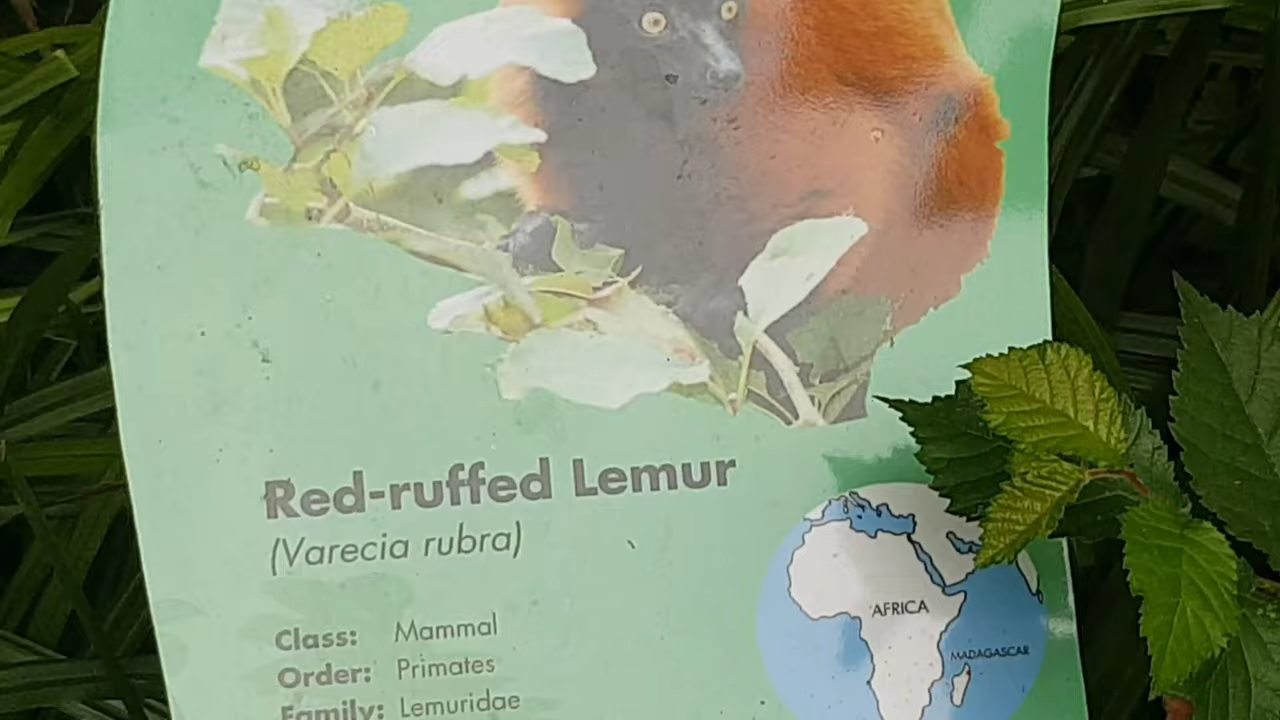 Red-ruffed Lemur
(Varecia rubra)
Class: Mammal
Order: Primates
Family: Lemuridae
AFRICA
MADAGASCAR